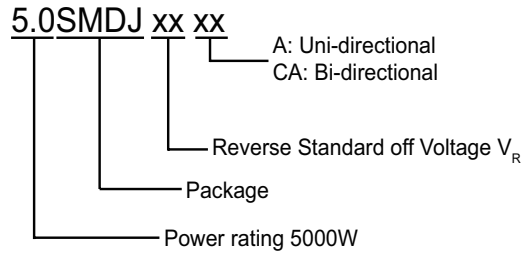 5.0SMDJ xx xx
A: Uni-directional
CA: Bi-directional
Reverse Standard off Voltage VR
Package
Power rating 5000W